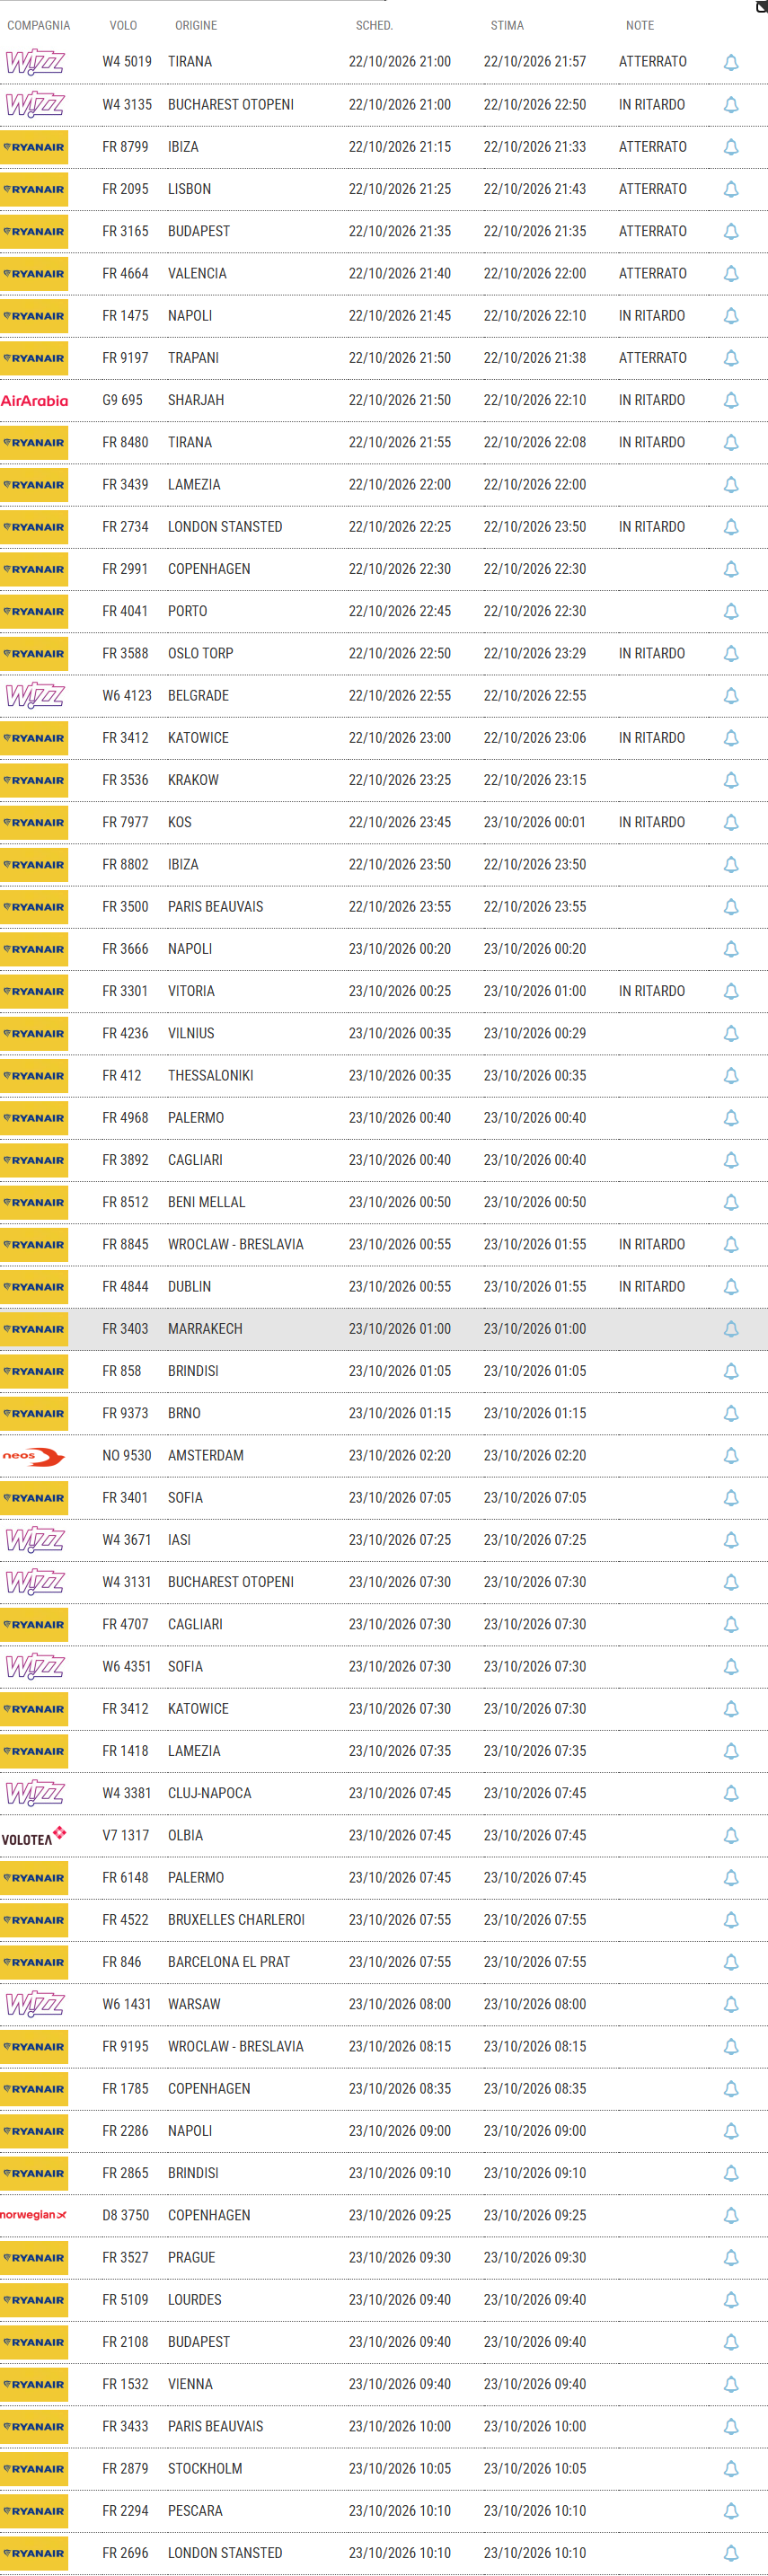 COMPAGNIA VOLO ORIGINE SCHED. STIMA NOTE
WIZZ W4 5019 TIRANA 22/10/2026 21:00 22/10/2026 21:57 ATTERRATO
WIZZ W4 3135 BUCHAREST OTOPENI 22/10/2026 21:00 22/10/2026 22:50 IN RITARDO
RYANAIR FR 8799 IBIZA 22/10/2026 21:15 22/10/2026 21:33 ATTERRATO
RYANAIR FR 2095 LISBON 22/10/2026 21:25 22/10/2026 21:43 ATTERRATO
RYANAIR FR 3165 BUDAPEST 22/10/2026 21:35 22/10/2026 21:35 ATTERRATO
RYANAIR FR 4664 VALENCIA 22/10/2026 21:40 22/10/2026 22:00 ATTERRATO
RYANAIR FR 1475 NAPOLI 22/10/2026 21:45 22/10/2026 22:10 IN RITARDO
RYANAIR FR 9197 TRAPANI 22/10/2026 21:50 22/10/2026 21:38 ATTERRATO
AirArabia G9 695 SHARJAH 22/10/2026 21:50 22/10/2026 22:10 IN RITARDO
RYANAIR FR 8480 TIRANA 22/10/2026 21:55 22/10/2026 22:08 IN RITARDO
RYANAIR FR 3439 LAMEZIA 22/10/2026 22:00 22/10/2026 22:00
RYANAIR FR 2734 LONDON STANSTED 22/10/2026 22:25 22/10/2026 23:50 IN RITARDO
RYANAIR FR 2991 COPENHAGEN 22/10/2026 22:30 22/10/2026 22:30
RYANAIR FR 4041 PORTO 22/10/2026 22:45 22/10/2026 22:30
RYANAIR FR 3588 OSLO TORP 22/10/2026 22:50 22/10/2026 23:29 IN RITARDO
WIZZ W6 4123 BELGRADE 22/10/2026 22:55 22/10/2026 22:55
RYANAIR FR 3412 KATOWICE 22/10/2026 23:00 22/10/2026 23:06 IN RITARDO
RYANAIR FR 3536 KRAKOW 22/10/2026 23:25 22/10/2026 23:15
RYANAIR FR 7977 KOS 22/10/2026 23:45 23/10/2026 00:01 IN RITARDO
RYANAIR FR 8802 IBIZA 22/10/2026 23:50 22/10/2026 23:50
RYANAIR FR 3500 PARIS BEAUVAIS 22/10/2026 23:55 22/10/2026 23:55
RYANAIR FR 3666 NAPOLI 23/10/2026 00:20 23/10/2026 00:20
RYANAIR FR 3301 VITORIA 23/10/2026 00:25 23/10/2026 01:00 IN RITARDO
RYANAIR FR 4236 VILNIUS 23/10/2026 00:35 23/10/2026 00:29
RYANAIR FR 412 THESSALONIKI 23/10/2026 00:35 23/10/2026 00:35
RYANAIR FR 4968 PALERMO 23/10/2026 00:40 23/10/2026 00:40
RYANAIR FR 3892 CAGLIARI 23/10/2026 00:40 23/10/2026 00:40
RYANAIR FR 8512 BENI MELLAL 23/10/2026 00:50 23/10/2026 00:50
RYANAIR FR 8845 WROCLAW - BRESLAVIA 23/10/2026 00:55 23/10/2026 01:55 IN RITARDO
RYANAIR FR 4844 DUBLIN 23/10/2026 00:55 23/10/2026 01:55 IN RITARDO
RYANAIR FR 3403 MARRAKECH 23/10/2026 01:00 23/10/2026 01:00
RYANAIR FR 858 BRINDISI 23/10/2026 01:05 23/10/2026 01:05
RYANAIR FR 9373 BRNO 23/10/2026 01:15 23/10/2026 01:15
neos NO 9530 AMSTERDAM 23/10/2026 02:20 23/10/2026 02:20
RYANAIR FR 3401 SOFIA 23/10/2026 07:05 23/10/2026 07:05
WIZZ W4 3671 IASI 23/10/2026 07:25 23/10/2026 07:25
WIZZ W4 3131 BUCHAREST OTOPENI 23/10/2026 07:30 23/10/2026 07:30
RYANAIR FR 4707 CAGLIARI 23/10/2026 07:30 23/10/2026 07:30
WIZZ W6 4351 SOFIA 23/10/2026 07:30 23/10/2026 07:30
RYANAIR FR 3412 KATOWICE 23/10/2026 07:30 23/10/2026 07:30
RYANAIR FR 1418 LAMEZIA 23/10/2026 07:35 23/10/2026 07:35
WIZZ W4 3381 CLUJ-NAPOCA 23/10/2026 07:45 23/10/2026 07:45
VOLOTEA V7 1317 OLBIA 23/10/2026 07:45 23/10/2026 07:45
RYANAIR FR 6148 PALERMO 23/10/2026 07:45 23/10/2026 07:45
RYANAIR FR 4522 BRUXELLES CHARLEROI 23/10/2026 07:55 23/10/2026 07:55
RYANAIR FR 846 BARCELONA EL PRAT 23/10/2026 07:55 23/10/2026 07:55
WIZZ W6 1431 WARSAW 23/10/2026 08:00 23/10/2026 08:00
RYANAIR FR 9195 WROCLAW - BRESLAVIA 23/10/2026 08:15 23/10/2026 08:15
RYANAIR FR 1785 COPENHAGEN 23/10/2026 08:35 23/10/2026 08:35
RYANAIR FR 2286 NAPOLI 23/10/2026 09:00 23/10/2026 09:00
RYANAIR FR 2865 BRINDISI 23/10/2026 09:10 23/10/2026 09:10
norwegian D8 3750 COPENHAGEN 23/10/2026 09:25 23/10/2026 09:25
RYANAIR FR 3527 PRAGUE 23/10/2026 09:30 23/10/2026 09:30
RYANAIR FR 5109 LOURDES 23/10/2026 09:40 23/10/2026 09:40
RYANAIR FR 2108 BUDAPEST 23/10/2026 09:40 23/10/2026 09:40
RYANAIR FR 1532 VIENNA 23/10/2026 09:40 23/10/2026 09:40
RYANAIR FR 3433 PARIS BEAUVAIS 23/10/2026 10:00 23/10/2026 10:00
RYANAIR FR 2879 STOCKHOLM 23/10/2026 10:05 23/10/2026 10:05
RYANAIR FR 2294 PESCARA 23/10/2026 10:10 23/10/2026 10:10
RYANAIR FR 2696 LONDON STANSTED 23/10/2026 10:10 23/10/2026 10:10